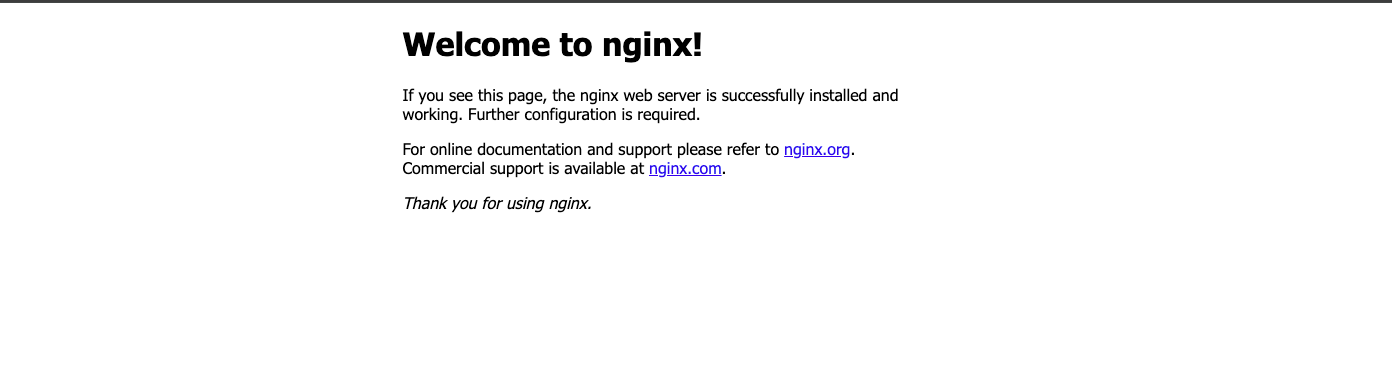 Welcome to nginx!
If you see this page, the nginx web server is successfully installed and
working. Further configuration is required.
For online documentation and support please refer to nginx.org.
Commercial support is available at nginx.com.
Thank you for using nginx.